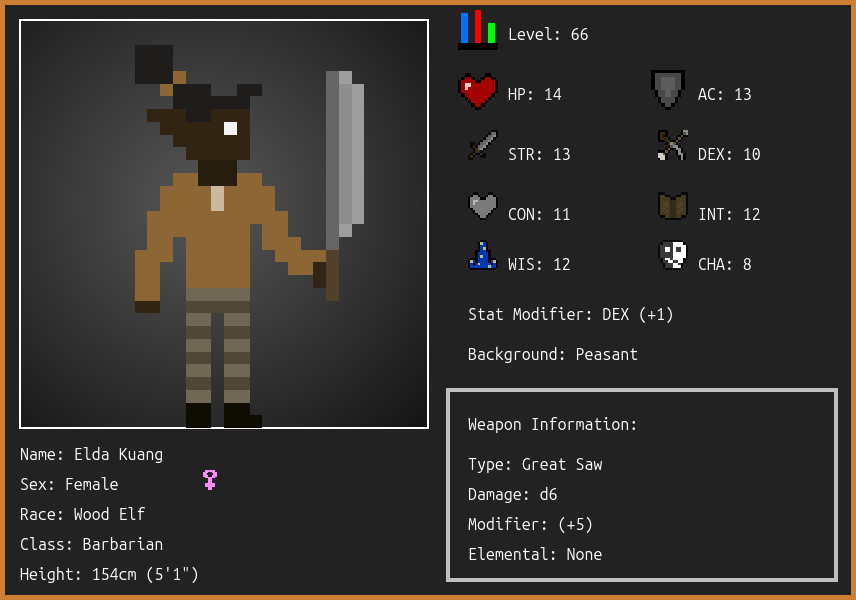 Level: 66
HP: 14
AC: 13
STR: 13
DEX: 10
CON: 11
INT: 12
WIS: 12
CHA: 8
Stat Modifier: DEX (+1)
Background: Peasant
Weapon Information:
Type: Great Saw
Damage: d6
Modifier: (+5)
Elemental: None
Name: Elda Kuang
Sex: Female
Race: Wood Elf
Class: Barbarian
Height: 154cm (5'1")